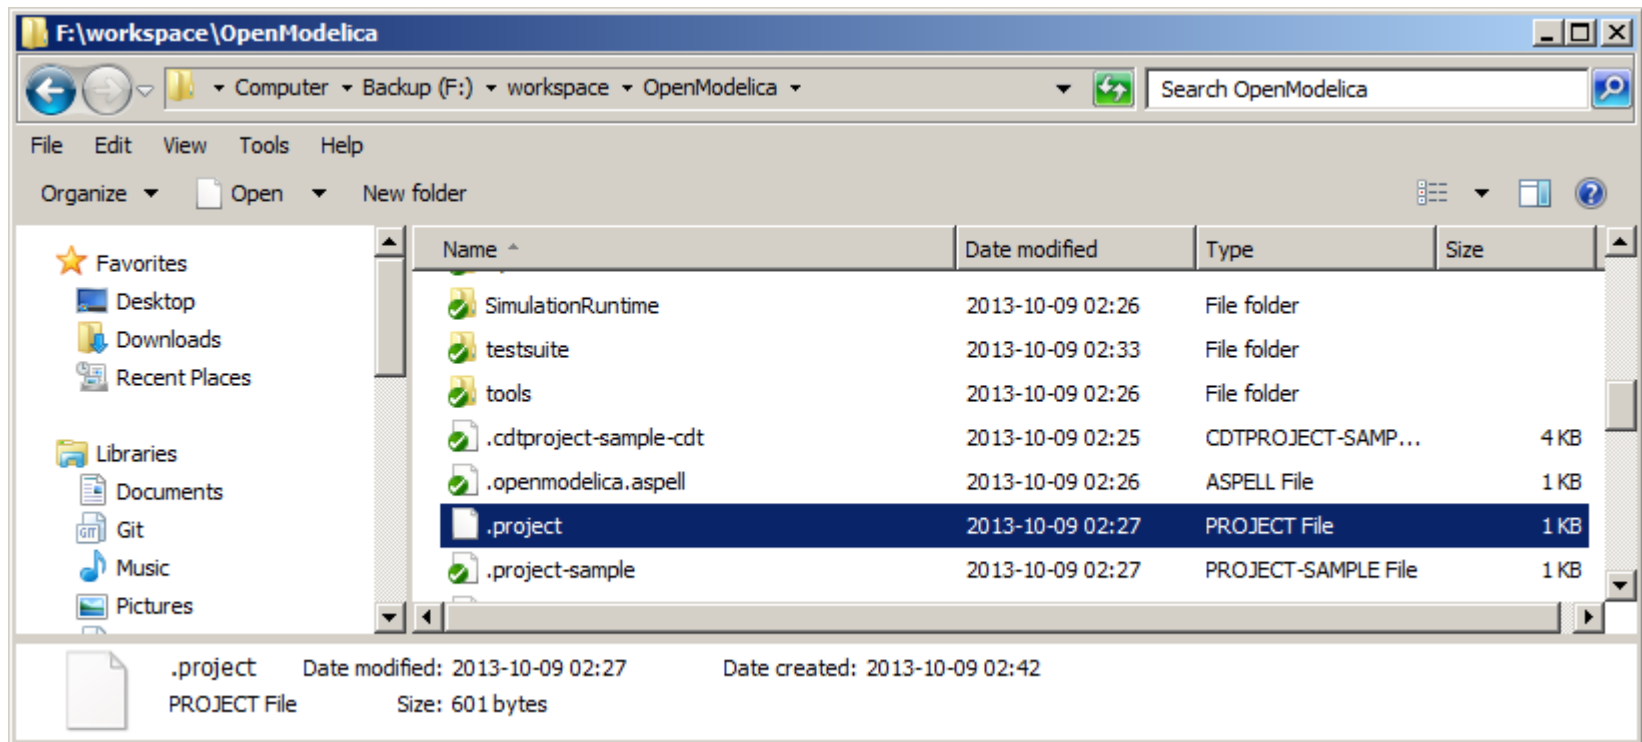 F:\workspace\OpenModelica
Computer Backup (F:) workspace OpenModelica Search OpenModelica
File Edit View Tools Help
Organize Open New folder
Name Date modified Type Size
Favorites
Desktop
Downloads
Recent Places
Libraries
Documents
Git
Music
Pictures
SimulationRuntime 2013-10-09 02:26 File folder
testsuite 2013-10-09 02:33 File folder
tools 2013-10-09 02:26 File folder
.cdtproject-sample-cdt 2013-10-09 02:25 CDTPROJECT-SAMP... 4 KB
.openmodelica.aspell 2013-10-09 02:26 ASPELL File 1 KB
.project 2013-10-09 02:27 PROJECT File 1 KB
.project-sample 2013-10-09 02:27 PROJECT-SAMPLE File 1 KB
.project Date modified: 2013-10-09 02:27 Date created: 2013-10-09 02:42
PROJECT File Size: 601 bytes